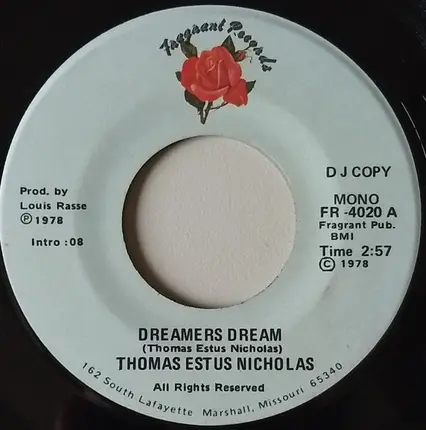 Fragrant Records
D J COPY
Prod. by
Louis Rasse
℗ 1978
Intro :08
MONO
FR -4020 A
Fragrant Pub.
BMI
Time 2:57
© 1978
DREAMERS DREAM
(Thomas Estus Nicholas)
THOMAS ESTUS NICHOLAS
All Rights Reserved
162 South Lafayette Marshall, Missouri 65340